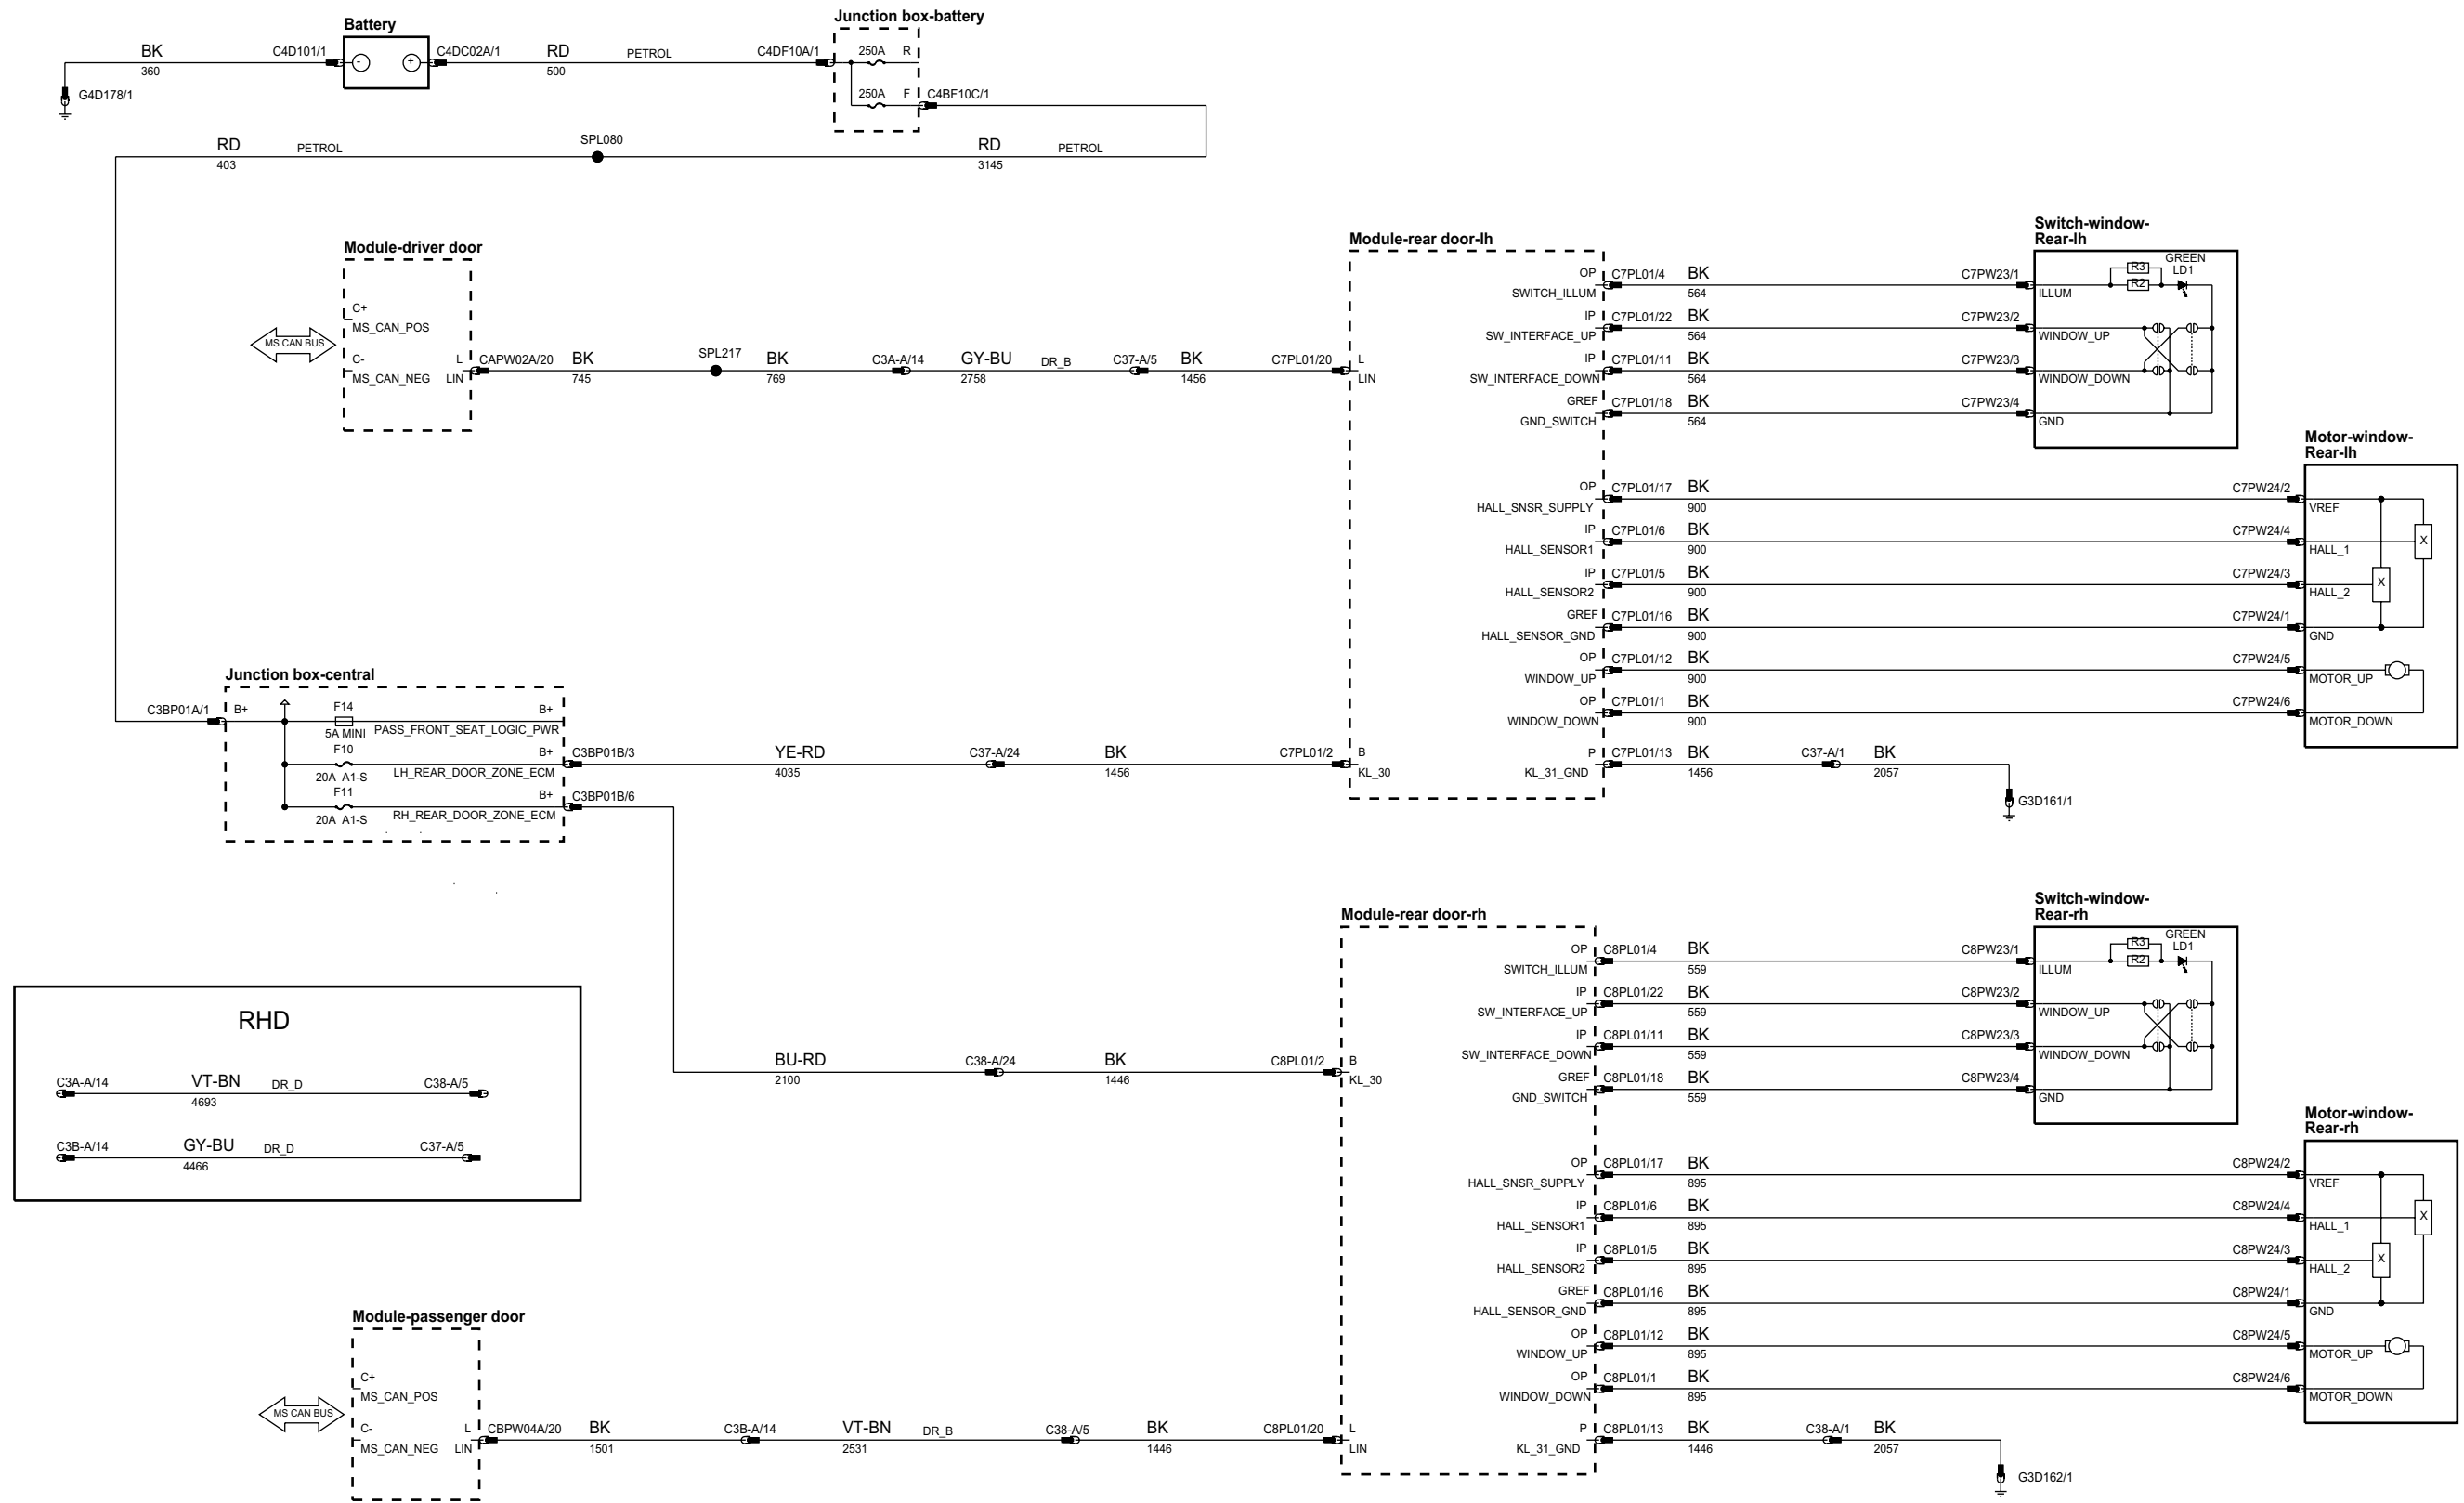 Battery
Junction box-battery
BK
360
C4D101/1
-
+
C4DC02A/1
RD
500
PETROL
C4DF10A/1
250A R
250A F
C4BF10C/1
G4D178/1
RD
403
PETROL
SPL080
RD
3145
PETROL
Module-driver door
C+
MS_CAN_POS
MS CAN BUS
C-
MS_CAN_NEG
L
LIN
CAPW02A/20
BK
745
SPL217
BK
769
C3A-A/14
GY-BU
2758
DR_B
C37-A/5
BK
1456
C7PL01/20
L
LIN
Module-rear door-lh
OP
SWITCH_ILLUM
C7PL01/4
BK
564
C7PW23/1
IP
SW_INTERFACE_UP
C7PL01/22
BK
564
C7PW23/2
IP
SW_INTERFACE_DOWN
C7PL01/11
BK
564
C7PW23/3
GREF
GND_SWITCH
C7PL01/18
BK
564
C7PW23/4
Switch-window-
Rear-lh
GREEN
LD1
R3
R2
ILLUM
WINDOW_UP
WINDOW_DOWN
GND
OP
HALL_SNSR_SUPPLY
C7PL01/17
BK
900
C7PW24/2
IP
HALL_SENSOR1
C7PL01/6
BK
900
C7PW24/4
IP
HALL_SENSOR2
C7PL01/5
BK
900
C7PW24/3
GREF
HALL_SENSOR_GND
C7PL01/16
BK
900
C7PW24/1
OP
WINDOW_UP
C7PL01/12
BK
900
C7PW24/5
OP
WINDOW_DOWN
C7PL01/1
BK
900
C7PW24/6
Motor-window-
Rear-lh
VREF
HALL_1
X
HALL_2
X
GND
MOTOR_UP
MOTOR_DOWN
P
KL_31_GND
C7PL01/13
BK
1456
C37-A/1
BK
2057
G3D161/1
Junction box-central
C3BP01A/1
B+
F14
5A MINI
B+
PASS_FRONT_SEAT_LOGIC_PWR
F10
20A A1-S
B+
LH_REAR_DOOR_ZONE_ECM
C3BP01B/3
YE-RD
4035
C37-A/24
BK
1456
C7PL01/2
B
KL_30
F11
20A A1-S
B+
RH_REAR_DOOR_ZONE_ECM
C3BP01B/6
RHD
C3A-A/14
VT-BN
4693
DR_D
C38-A/5
C3B-A/14
GY-BU
4466
DR_D
C37-A/5
BU-RD
2100
C38-A/24
BK
1446
C8PL01/2
B
KL_30
Module-rear door-rh
OP
SWITCH_ILLUM
C8PL01/4
BK
559
C8PW23/1
IP
SW_INTERFACE_UP
C8PL01/22
BK
559
C8PW23/2
IP
SW_INTERFACE_DOWN
C8PL01/11
BK
559
C8PW23/3
GREF
GND_SWITCH
C8PL01/18
BK
559
C8PW23/4
Switch-window-
Rear-rh
GREEN
LD1
R3
R2
ILLUM
WINDOW_UP
WINDOW_DOWN
GND
OP
HALL_SNSR_SUPPLY
C8PL01/17
BK
895
C8PW24/2
IP
HALL_SENSOR1
C8PL01/6
BK
895
C8PW24/4
IP
HALL_SENSOR2
C8PL01/5
BK
895
C8PW24/3
GREF
HALL_SENSOR_GND
C8PL01/16
BK
895
C8PW24/1
OP
WINDOW_UP
C8PL01/12
BK
895
C8PW24/5
OP
WINDOW_DOWN
C8PL01/1
BK
895
C8PW24/6
Motor-window-
Rear-rh
VREF
HALL_1
X
HALL_2
X
GND
MOTOR_UP
MOTOR_DOWN
Module-passenger door
C+
MS_CAN_POS
MS CAN BUS
C-
MS_CAN_NEG
L
LIN
CBPW04A/20
BK
1501
C3B-A/14
VT-BN
2531
DR_B
C38-A/5
BK
1446
C8PL01/20
L
LIN
P
KL_31_GND
C8PL01/13
BK
1446
C38-A/1
BK
2057
G3D162/1